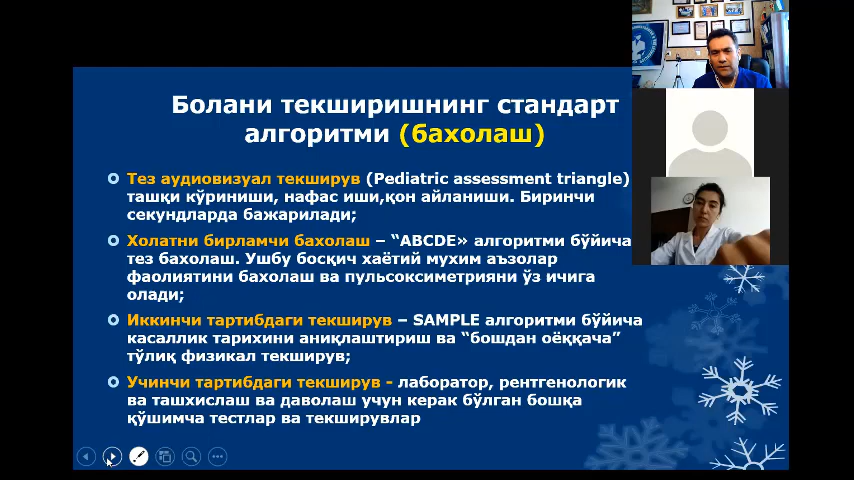 Болани текширишнинг стандарт
алгоритми (бахолаш)
Тез аудиовизуал текширув (Pediatric assessment triangle)
ташқи кўриниши, нафас иши,қон айланиши. Биринчи
секундларда бажарилади;
Холатни бирламчи бахолаш – “ABCDE» алгоритми бўйича
тез бахолаш. Ушбу босқич хаётий мухим аъзолар
фаолиятини бахолаш ва пульсоксиметрияни ўз ичига
олади;
Иккинчи тартибдаги текширув – SAMPLE алгоритми бўйича
касаллик тарихини аниқлаштириш ва “бошдан оёққача”
тўлиқ физикал текширув;
Учинчи тартибдаги текширув - лаборатор, рентгенологик
ва ташхислаш ва даволаш учун керак бўлган бошқа
қўшимча тестлар ва текширувлар